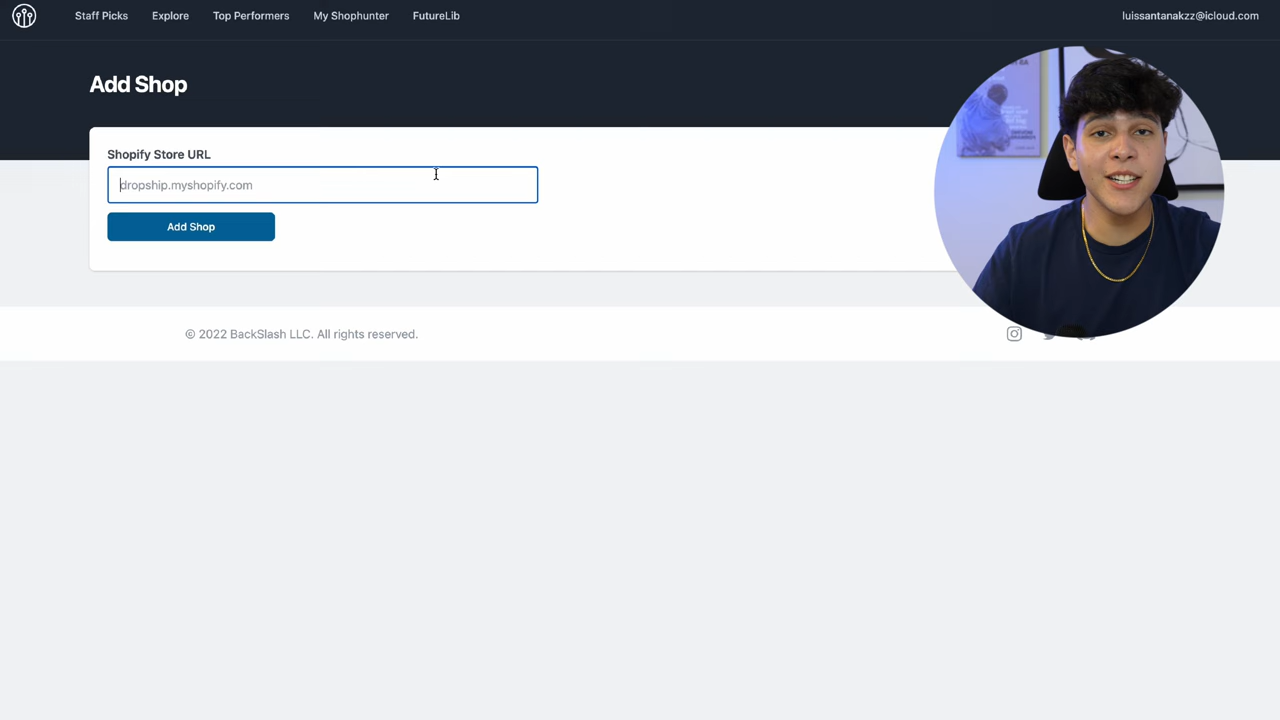 Staff Picks
Explore
Top Performers
My Shophunter
FutureLib
luissantanakzz@icloud.com
Add Shop
Shopify Store URL
dropship.myshopify.com
Add Shop
© 2022 BackSlash LLC. All rights reserved.